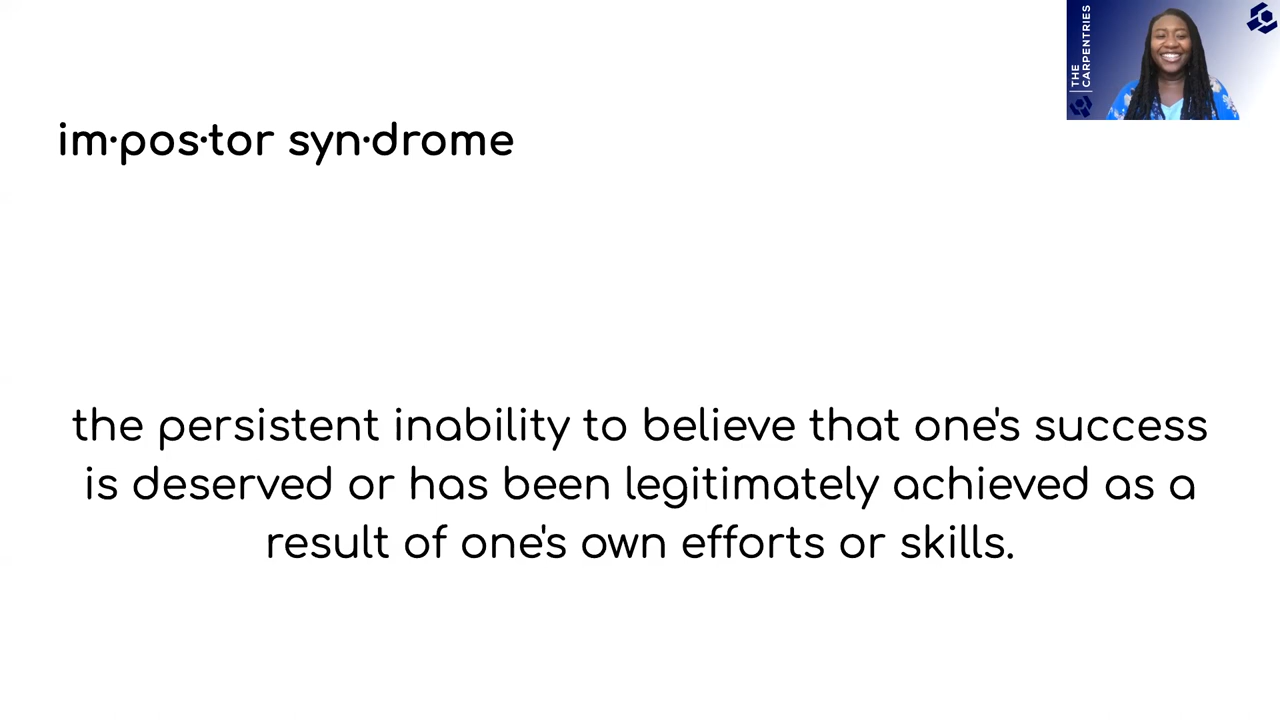 THE
CARPENTRIES
im·pos·tor syn·drome
the persistent inability to believe that one's success
is deserved or has been legitimately achieved as a
result of one's own efforts or skills.